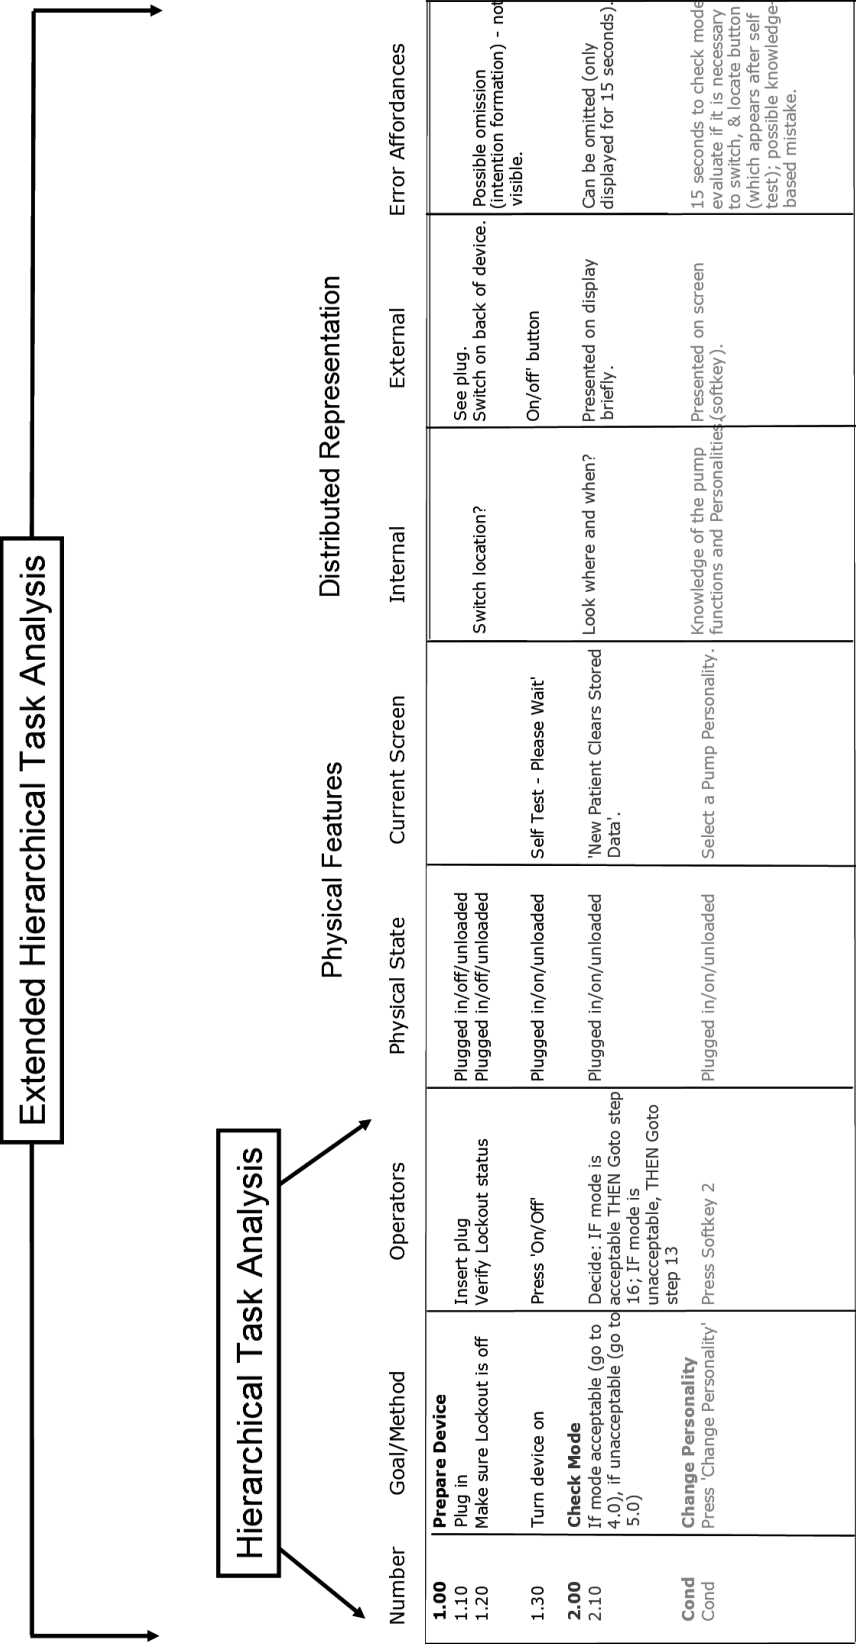 Extended Hierarchical Task Analysis
Hierarchical Task Analysis
Physical Features
Distributed Representation
Number
Goal/Method
Operators
Physical State
Current Screen
Internal
External
Error Affordances
1.00
Prepare Device
1.10
Plug in
Insert plug
Plugged in/off/unloaded
See plug.
1.20
Make sure Lockout is off
Verify Lockout status
Plugged in/off/unloaded
Switch location?
Switch on back of device.
Possible omission
(intention formation) - not
visible.
1.30
Turn device on
Press 'On/Off'
Plugged in/on/unloaded
Self Test - Please Wait'
On/off' button
2.00
Check Mode
2.10
If mode acceptable (go to
4.0), if unacceptable (go to
5.0)
Decide: IF mode is
acceptable THEN Goto step
16; IF mode is
unacceptable, THEN Goto
step 13
Plugged in/on/unloaded
'New Patient Clears Stored
Data'.
Look where and when?
Presented on display
briefly.
Can be omitted (only
displayed for 15 seconds).
Cond
Change Personality
Cond
Press 'Change Personality'
Press Softkey 2
Plugged in/on/unloaded
Select a Pump Personality.
Knowledge of the pump
functions and Personalities.
Presented on screen
(softkey).
15 seconds to check mode
evaluate if it is necessary
to switch, & locate button
(which appears after self
test); possible knowledge-
based mistake.